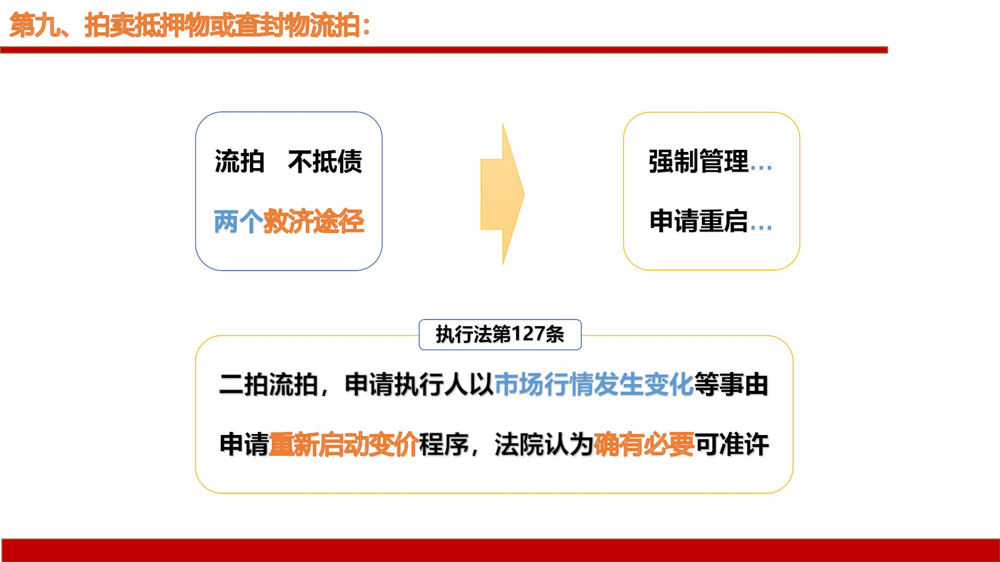 第九、拍卖抵押物或查封物流拍：
流拍 不抵债
两个救济途径
强制管理…
申请重启…
执行法第127条
二拍流拍，申请执行人以市场行情发生变化等事由
申请重新启动变价程序，法院认为确有必要可准许